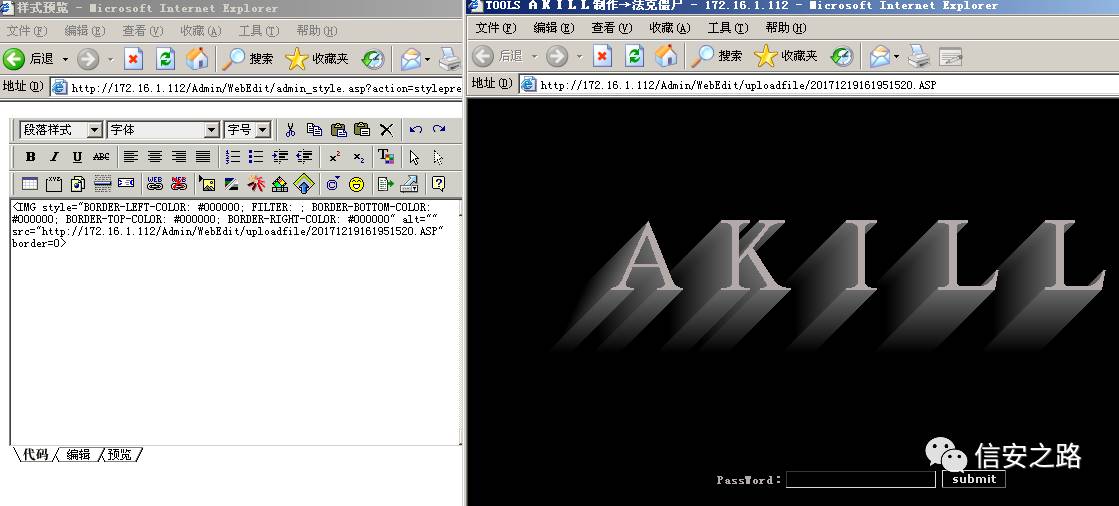 样式预览 - Microsoft Internet Explorer
文件(F) 编辑(E) 查看(V) 收藏(A) 工具(T) 帮助(H)
后退 搜索 收藏夹
地址(D) http://172.16.1.112/Admin/WebEdit/admin_style.asp?action=stylepre
段落样式 字体 字号
B I U ABC
WEB WEB
<IMG style="BORDER-LEFT-COLOR: #000000; FILTER: ; BORDER-BOTTOM-COLOR:
#000000; BORDER-TOP-COLOR: #000000; BORDER-RIGHT-COLOR: #000000" alt=""
src="http://172.16.1.112/Admin/WebEdit/uploadfile/20171219161951520.ASP"
border=0>
代码 编辑 预览
TOOLS A K I L L 制作→法克僵尸 - 172.16.1.112 - Microsoft Internet Explorer
文件(F) 编辑(E) 查看(V) 收藏(A) 工具(T) 帮助(H)
后退 搜索 收藏夹
地址(D) http://172.16.1.112/Admin/WebEdit/uploadfile/20171219161951520.ASP
A K I L L
信安之路
PassWord: submit